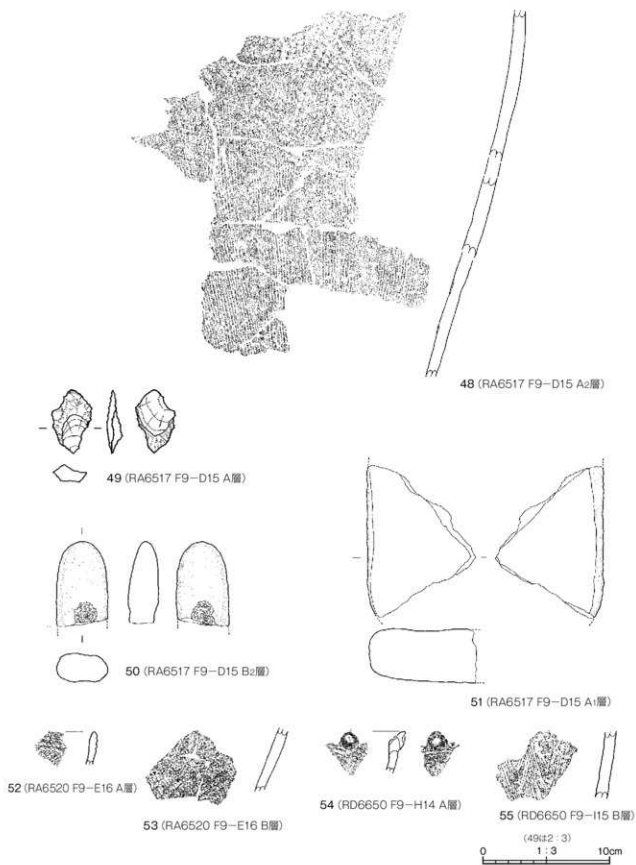 48 (RA6517 F9-D15 A2層)
49 (RA6517 F9-D15 A層)
50 (RA6517 F9-D15 B2層)
51 (RA6517 F9-D15 A1層)
52 (RA6520 F9-E16 A層)
53 (RA6520 F9-E16 B層)
54 (RD6650 F9-H14 A層)
55 (RD6650 F9-I15 B層)
(49は2:3)
0 1:3 10cm